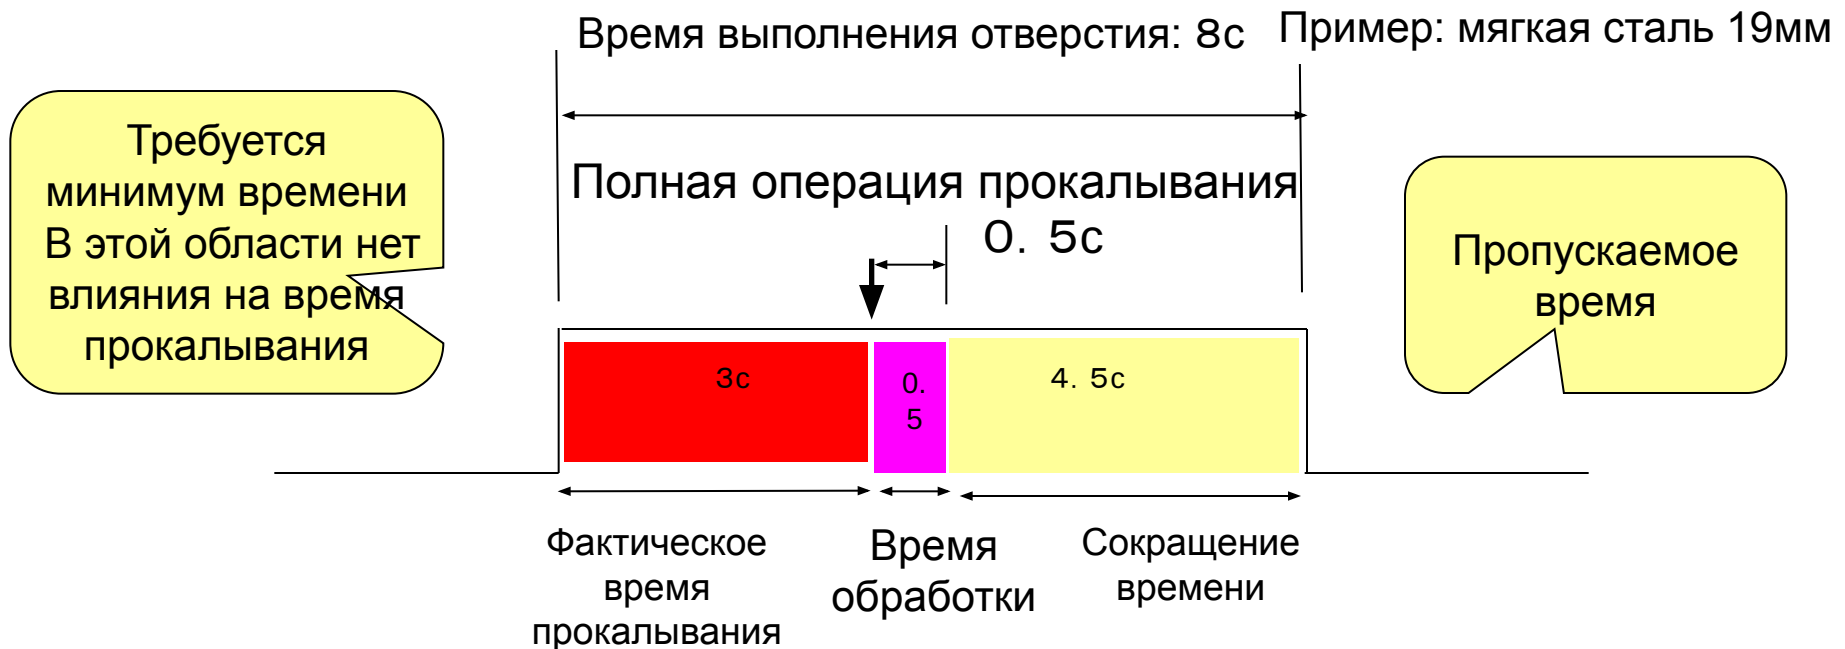 Время выполнения отверстия: 8с
Пример: мягкая сталь 19мм
Требуется
минимум времени
В этой области нет
влияния на время
прокалывания
Полная операция прокалывания
0. 5с
Пропускаемое
время
3с
0.
5
4. 5с
Фактическое
время
прокалывания
Время
обработки
Сокращение
времени